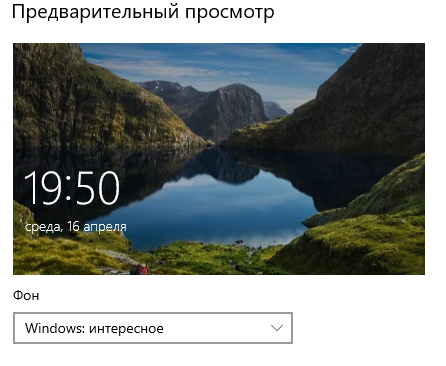 Предварительный просмотр
19:50
среда, 16 апреля
Фон
Windows: интересное